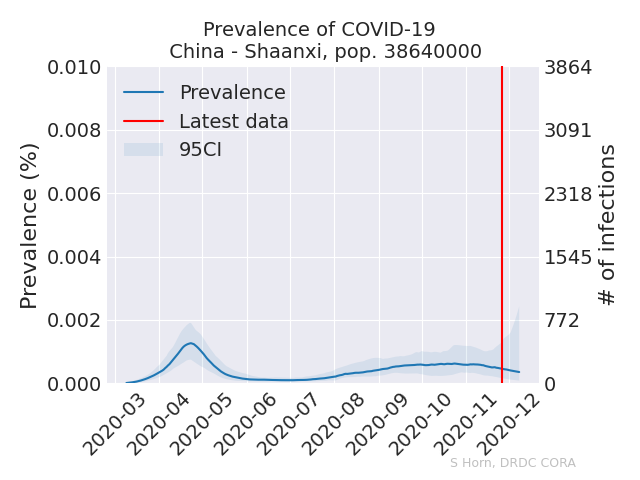 Prevalence of COVID-19
China - Shaanxi, pop. 38640000
Prevalence
Latest data
95CI
Prevalence (%)
0.010
0.008
0.006
0.004
0.002
0.000
3864
3091
2318
1545
772
0
# of infections
2020-03
2020-04
2020-05
2020-06
2020-07
2020-08
2020-09
2020-10
2020-11
2020-12
S Horn, DRDC CORA